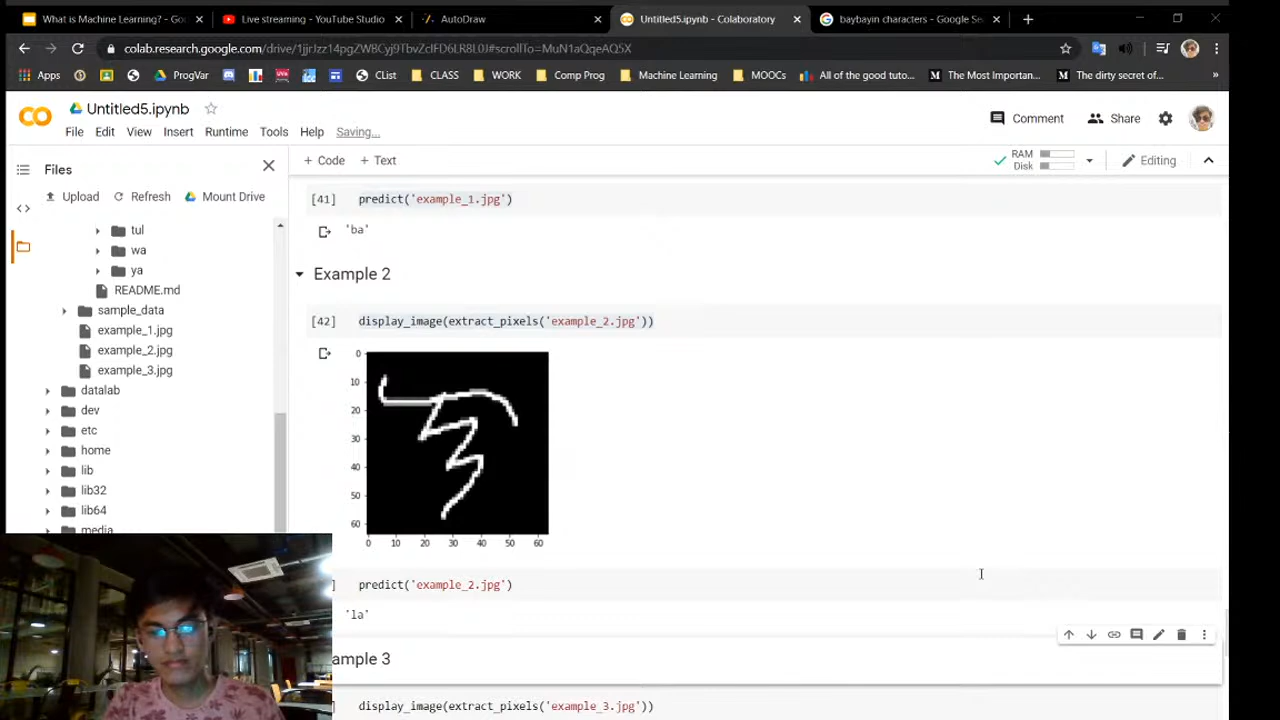 What is Machine Learning? - Goo
Live streaming - YouTube Studio
AutoDraw
Untitled5.ipynb - Colaboratory
baybayin characters - Google Se
colab.research.google.com/drive/1jjrJzz14pgZWBCyj9TbvZcIFD6LR8L0J#scrollTo=MuN1aQqeAQ5X
Apps
ProgVar
CList
CLASS
WORK
Comp Prog
Machine Learning
MOOCs
All of the good tuto...
The Most Importan...
The dirty secret of...
»
CO
Untitled5.ipynb
File Edit View Insert Runtime Tools Help Saving...
Comment
Share
Files
Upload Refresh Mount Drive
+ Code + Text
RAM
Disk
Editing
tul
wa
ya
README.md
sample_data
example_1.jpg
example_2.jpg
example_3.jpg
datalab
dev
etc
home
lib
lib32
lib64
media
[41] predict('example_1.jpg')
'ba'
Example 2
[42] display_image(extract_pixels('example_2.jpg'))
0
10
20
30
40
50
60
0 10 20 30 40 50 60
] predict('example_2.jpg')
'la'
ample 3
] display_image(extract_pixels('example_3.jpg'))